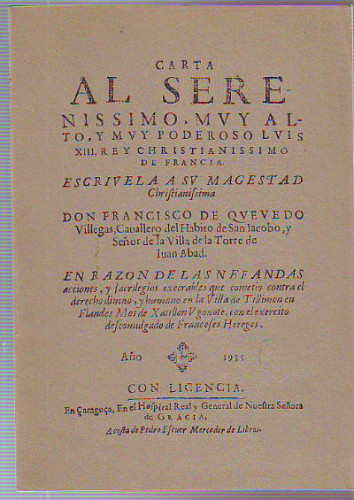 CARTA
AL SERE-
NISSIMO, MVY AL-
TO, Y MVY PODEROSO LVIS
XIII. REY CHRISTIANISSIMO
DE FRANCIA.
ESCRIVELA A SV MAGESTAD
Christianissima
DON FRANCISCO DE QVEVEDO
Villegas, Cavallero del Habito de San Iacobo, y
Señor de la Villa de la Torre de
Iuan Abad.
EN RAZON DE LAS NEFANDAS
acciones, y sacrilegios execrables que cometio contra el
derecho divino, y humano en la Villa de Tillimon en
Flandes Mos de Xatillon Vgonote, con el exercito
descomulgado de Franceses Hereges.
Año 1935
CON LICENCIA.
En Çaragoça, En el Hospital Real y General de Nuestra Señora
de GRACIA,
A costa de Pedro Escuer Mercader de Libros.